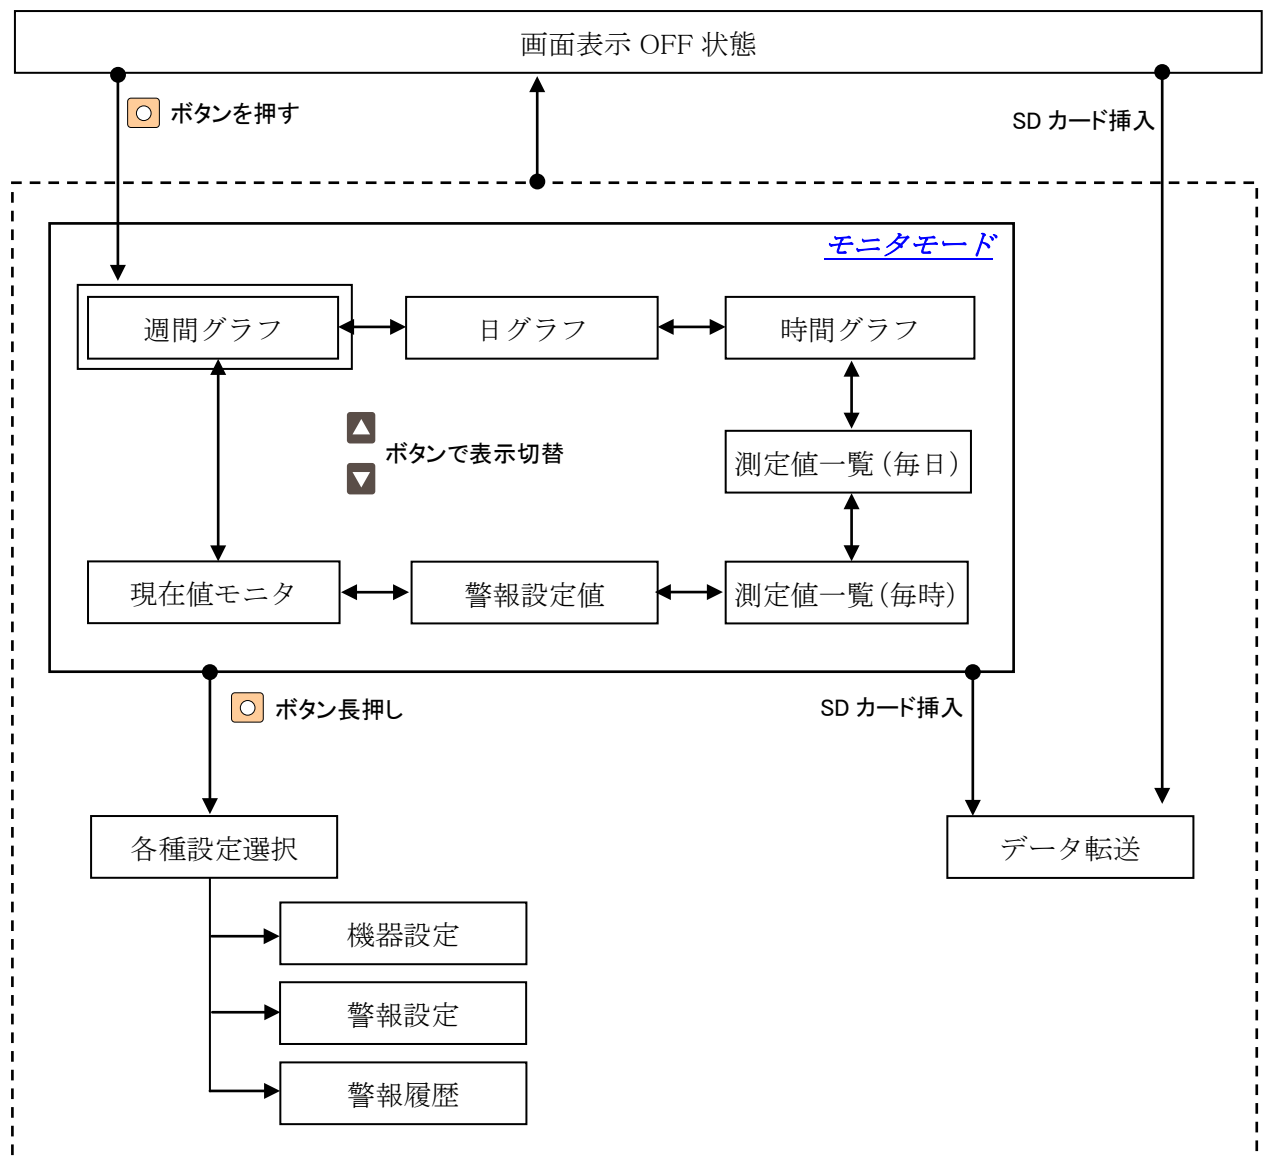 画面表示 OFF 状態
ボタンを押す
SD カード挿入
モニタモード
週間グラフ
日グラフ
時間グラフ
ボタンで表示切替
測定値一覧(毎日)
現在値モニタ
警報設定値
測定値一覧(毎時)
ボタン長押し
SD カード挿入
各種設定選択
データ転送
機器設定
警報設定
警報履歴